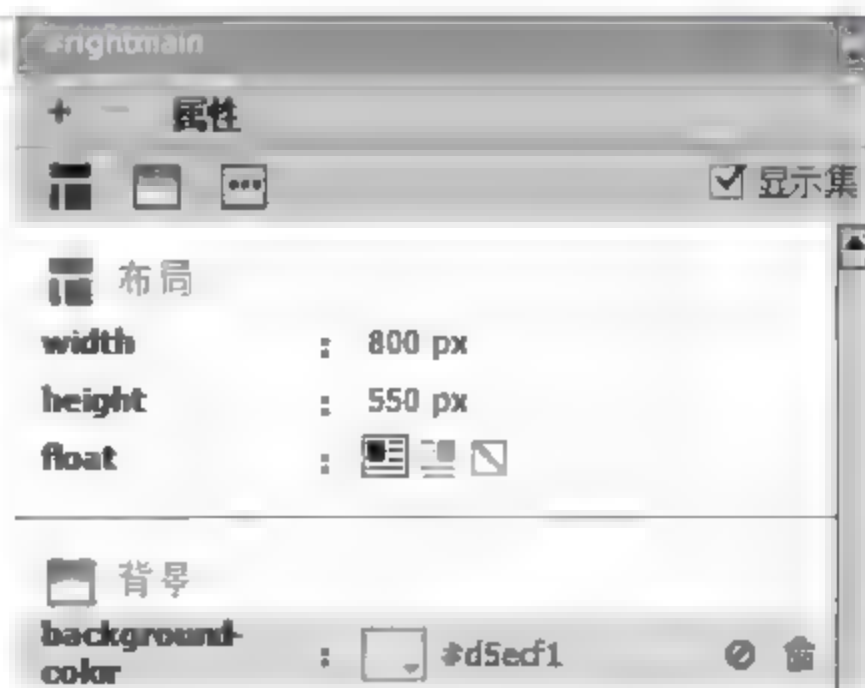 #rightmain
+ - 属性
显示集
布局
width : 800 px
height : 550 px
float :
背景
background-
color : #d5ecf1